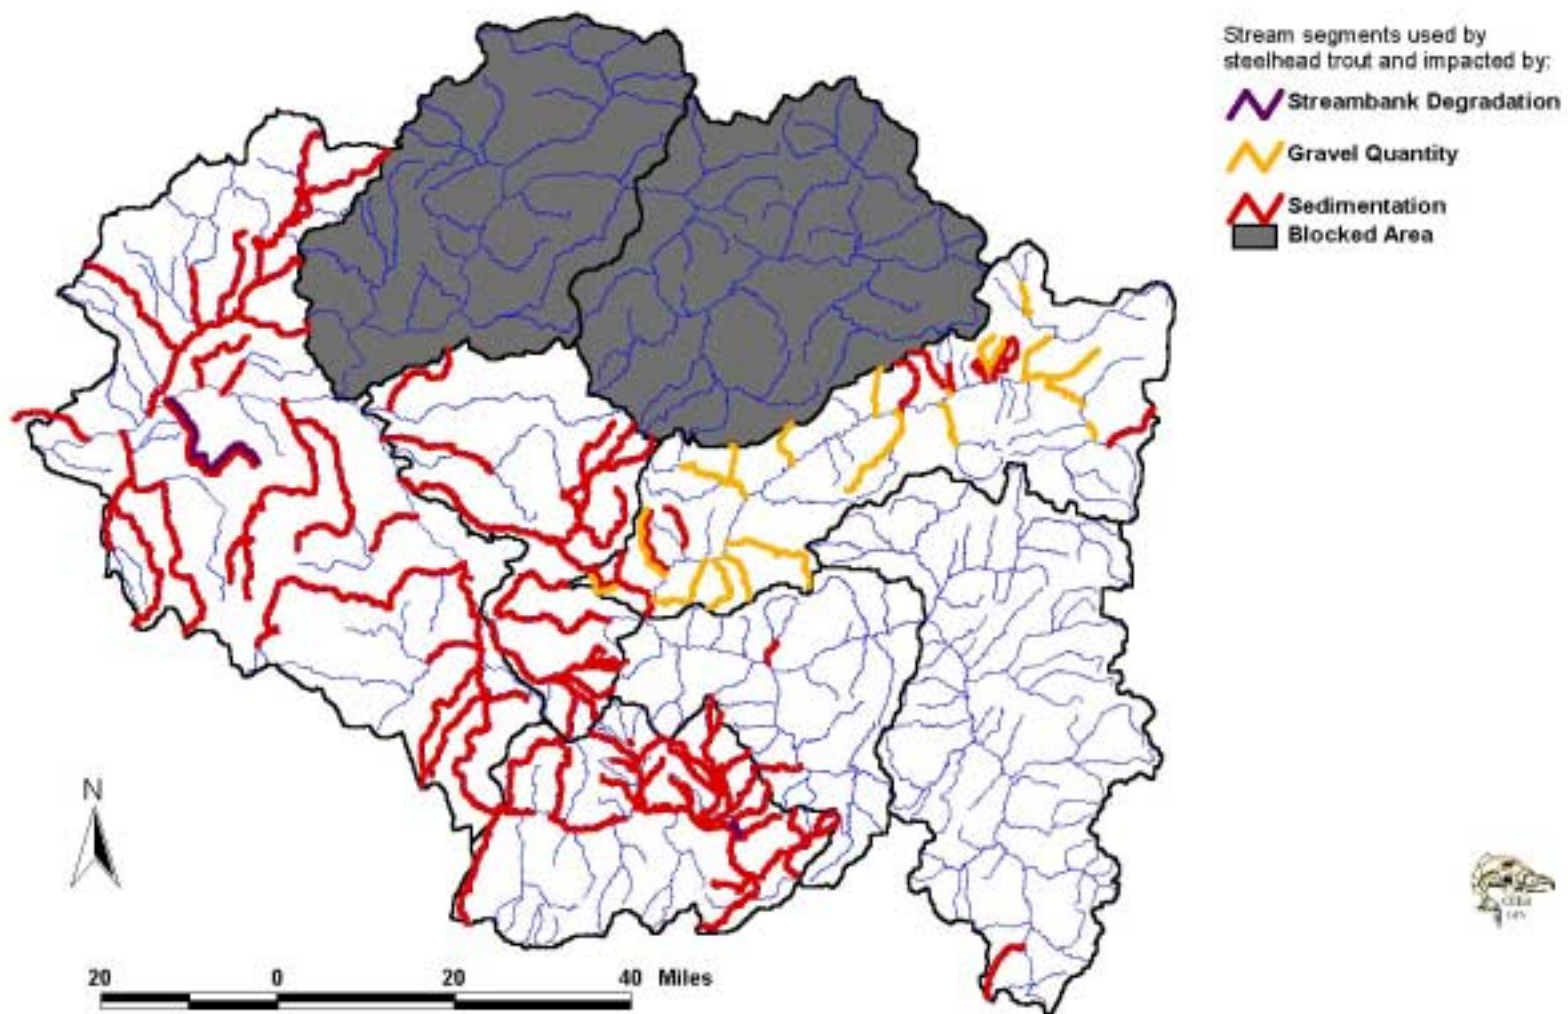 Stream segments used by
steelhead trout and impacted by:
Streambank Degradation
Gravel Quantity
Sedimentation
Blocked Area
N
20 0 20 40 Miles